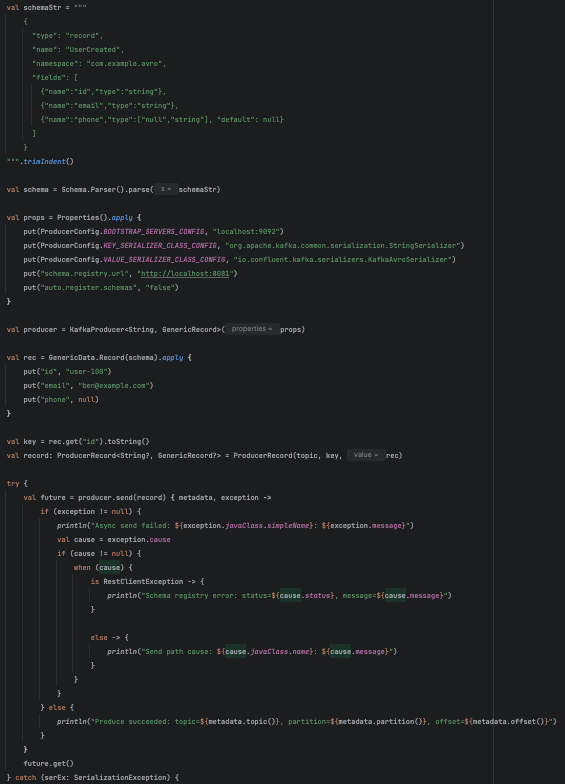 val schemaStr = """
    {
      "type": "record",
      "name": "UserCreated",
      "namespace": "com.example.avro",
      "fields": [
        {"name":"id","type":"string"},
        {"name":"email","type":"string"},
        {"name":"phone","type":["null","string"], "default": null}
      ]
    }
""".trimIndent()
val schema = Schema.Parser().parse( s = schemaStr)
val props = Properties().apply {
    put(ProducerConfig.BOOTSTRAP_SERVERS_CONFIG, "localhost:9092")
    put(ProducerConfig.KEY_SERIALIZER_CLASS_CONFIG, "org.apache.kafka.common.serialization.StringSerializer")
    put(ProducerConfig.VALUE_SERIALIZER_CLASS_CONFIG, "io.confluent.kafka.serializers.KafkaAvroSerializer")
    put("schema.registry.url", "http://localhost:8081")
    put("auto.register.schemas", "false")
}
val producer = KafkaProducer<String, GenericRecord>( properties = props)
val rec = GenericData.Record(schema).apply {
    put("id", "user-100")
    put("email", "ben@example.com")
    put("phone", null)
}
val key = rec.get("id").toString()
val record: ProducerRecord<String?, GenericRecord?> = ProducerRecord(topic, key, value = rec)
try {
    val future = producer.send(record) { metadata, exception ->
        if (exception != null) {
            println("Async send failed: ${exception.javaClass.simpleName}: ${exception.message}")
            val cause = exception.cause
            if (cause != null) {
                when (cause) {
                    is RestClientException -> {
                        println("Schema registry error: status=${cause.status}, message=${cause.message}")
                    }
                    else -> {
                        println("Send path cause: ${cause.javaClass.name}: ${cause.message}")
                    }
                }
            }
        } else {
            println("Produce succeeded: topic=${metadata.topic()}, partition=${metadata.partition()}, offset=${metadata.offset()}")
        }
    }
    future.get()
} catch (serEx: SerializationException) {